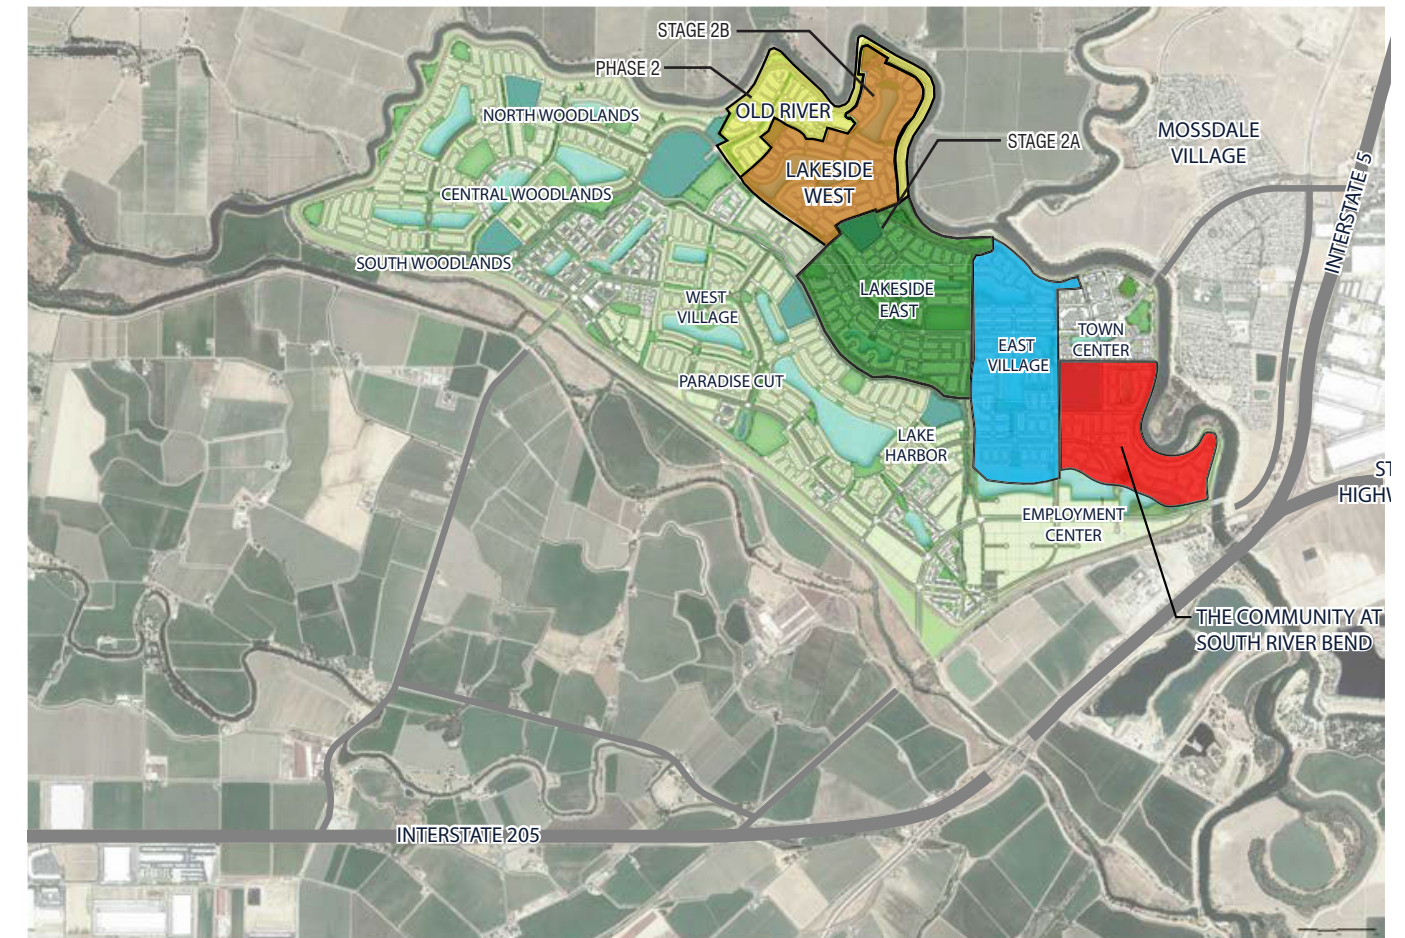 STAGE 2B
PHASE 2
OLD RIVER
NORTH WOODLANDS
STAGE 2A
MOSSDALE
VILLAGE
INTERSTATE 5
LAKESIDE
WEST
CENTRAL WOODLANDS
SOUTH WOODLANDS
LAKESIDE
EAST
WEST
VILLAGE
TOWN
CENTER
EAST
VILLAGE
PARADISE CUT
LAKE
HARBOR
ST
HIGHW
EMPLOYMENT
CENTER
THE COMMUNITY AT
SOUTH RIVER BEND
INTERSTATE 205